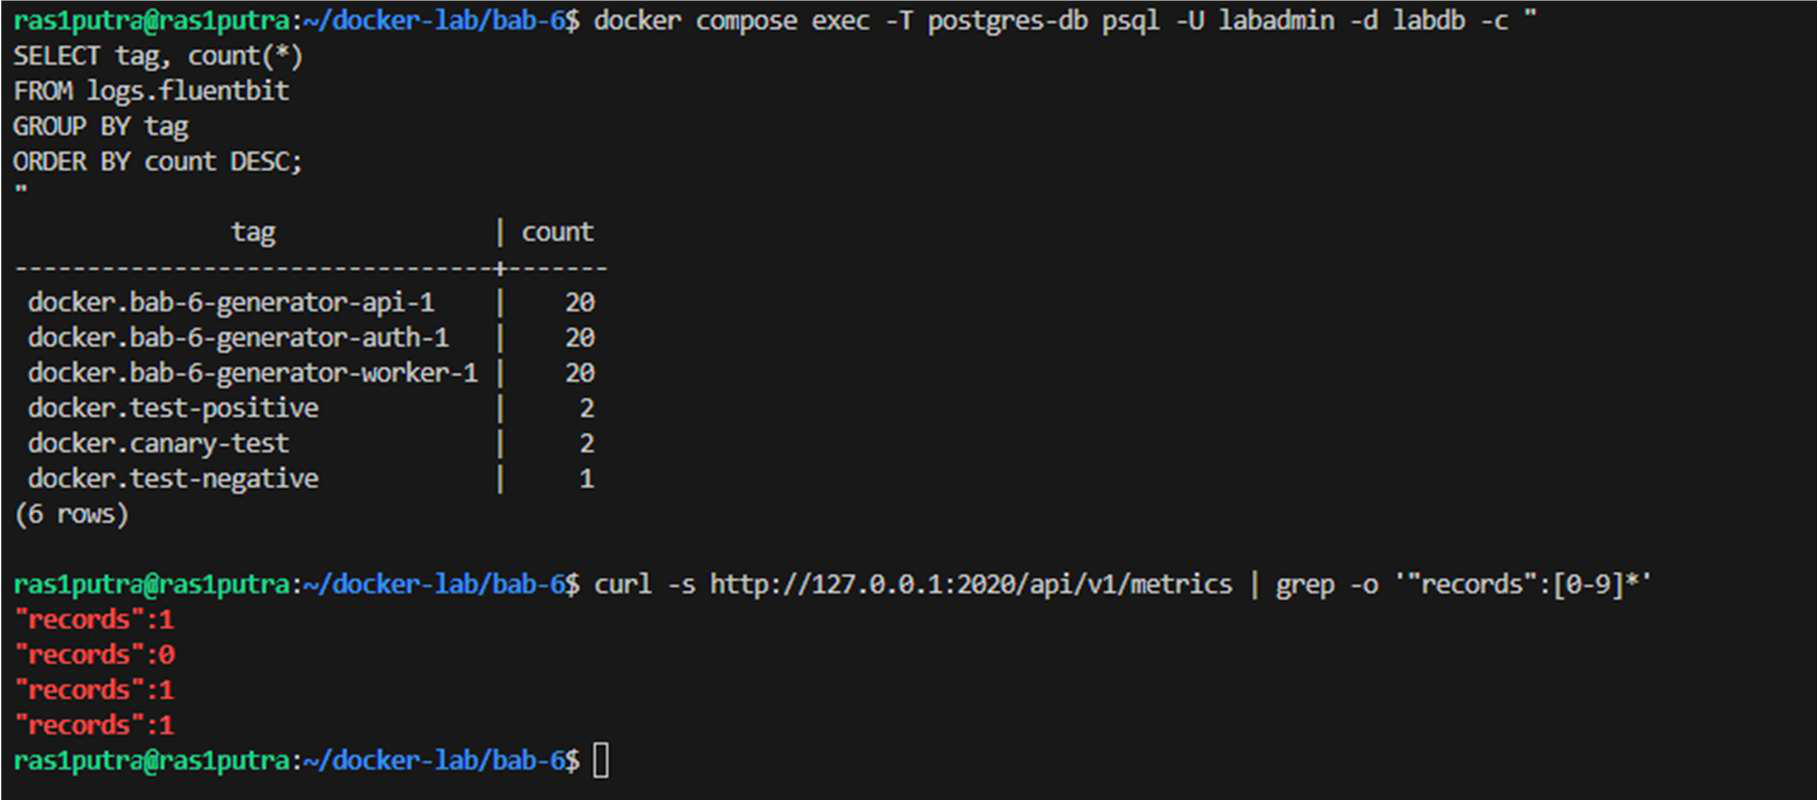 ras1putra@ras1putra:~/docker-lab/bab-6$ docker compose exec -T postgres-db psql -U labadmin -d labdb -c "
SELECT tag, count(*)
FROM logs.fluentbit
GROUP BY tag
ORDER BY count DESC;
"
               tag               | count
---------------------------------+-------
 docker.bab-6-generator-api-1    |    20
 docker.bab-6-generator-auth-1   |    20
 docker.bab-6-generator-worker-1 |    20
 docker.test-positive            |     2
 docker.canary-test              |     2
 docker.test-negative            |     1
(6 rows)

ras1putra@ras1putra:~/docker-lab/bab-6$ curl -s http://127.0.0.1:2020/api/v1/metrics | grep -o '"records":[0-9]*'
"records":1
"records":0
"records":1
"records":1
ras1putra@ras1putra:~/docker-lab/bab-6$